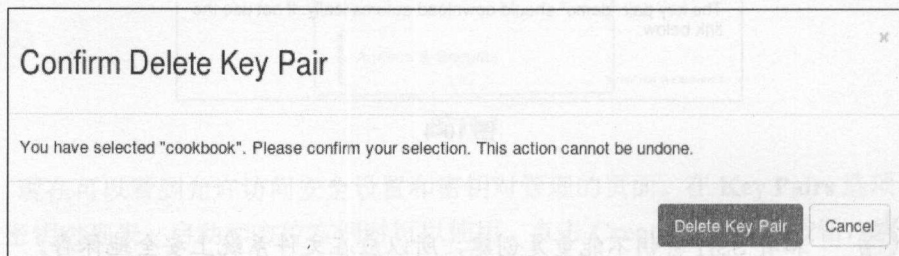 Confirm Delete Key Pair
×
You have selected "cookbook". Please confirm your selection. This action cannot be undone.
Delete Key Pair
Cancel